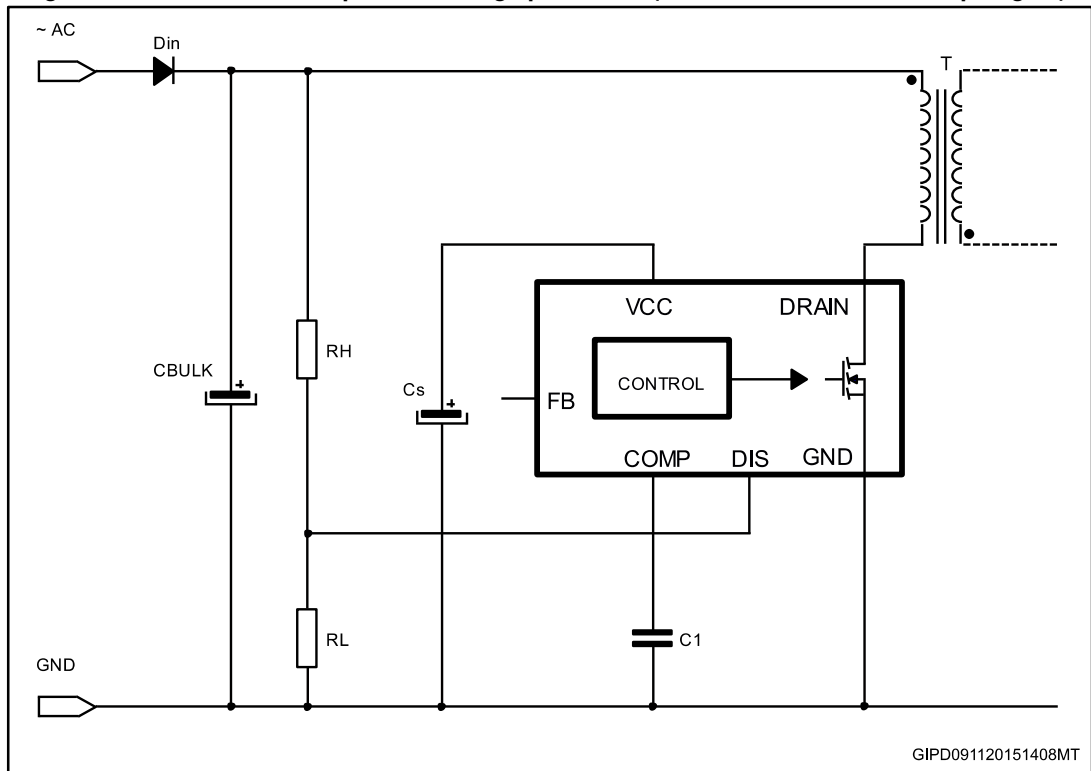 ~ AC
Din
T
VCC
DRAIN
RH
CBULK
+
Cs
+
CONTROL
FB
COMP
DIS
GND
RL
C1
GND
GIPD091120151408MT